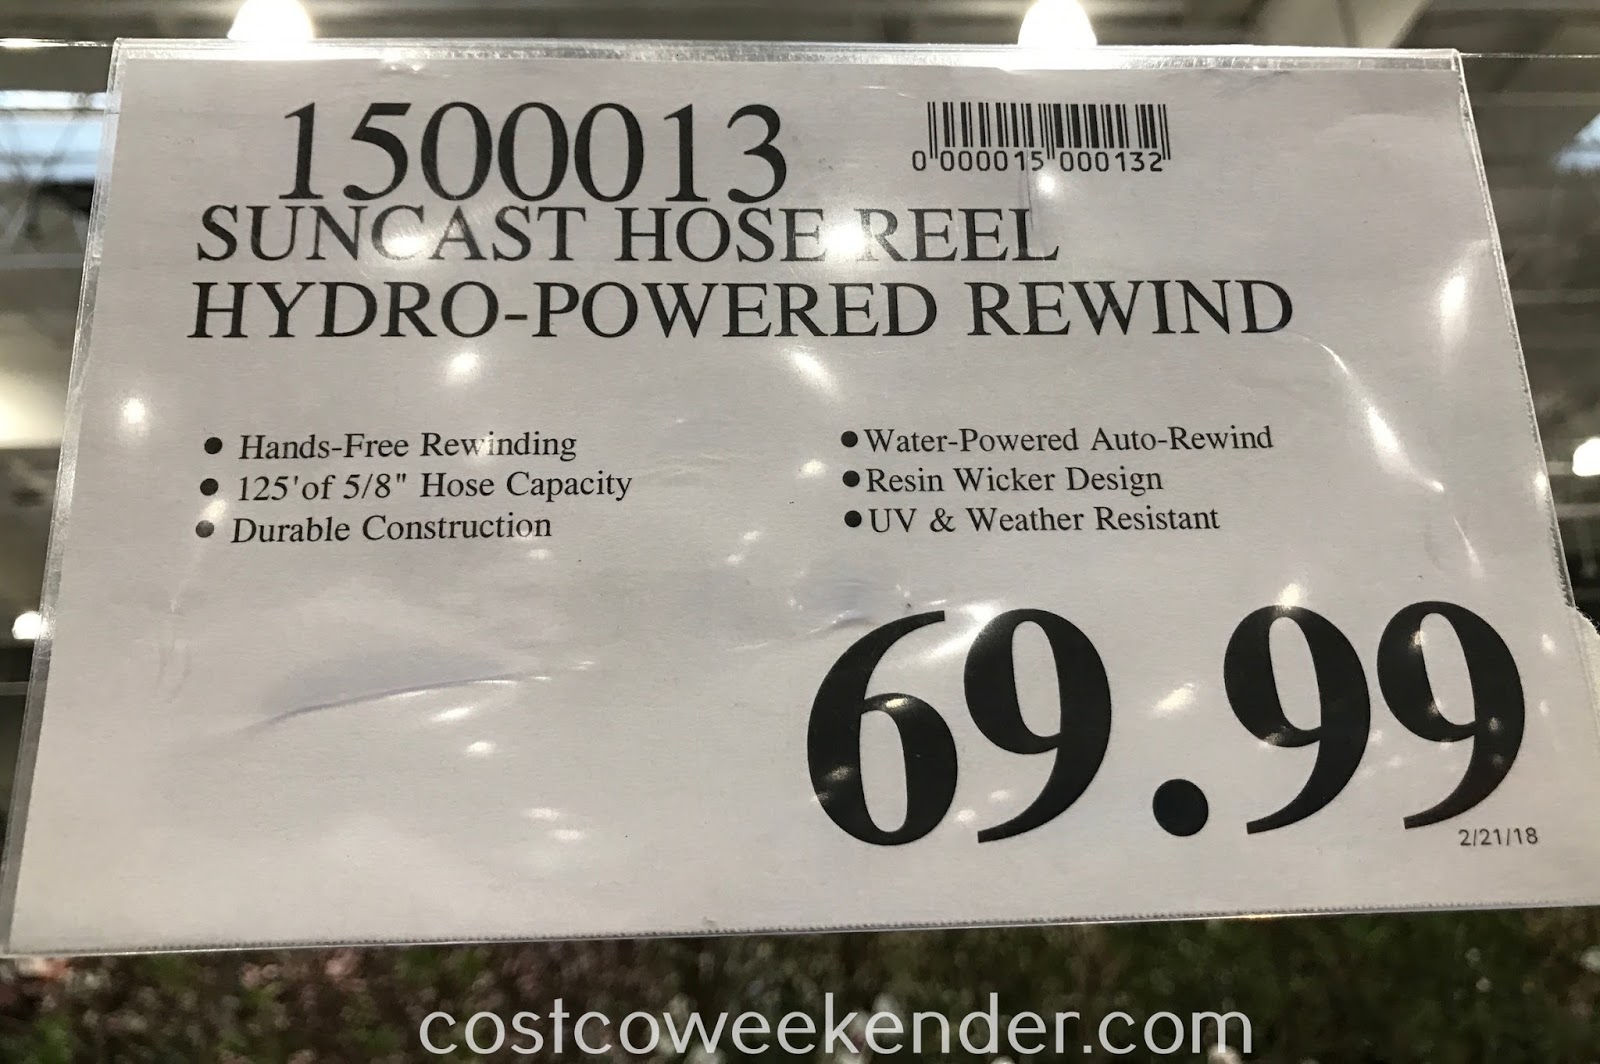 1500013
0 000015 000132
SUNCAST HOSE REEL
HYDRO-POWERED REWIND
● Hands-Free Rewinding
● 125'of 5/8" Hose Capacity
● Durable Construction
● Water-Powered Auto-Rewind
● Resin Wicker Design
● UV & Weather Resistant
69.99
2/21/18
costcoweekender.com